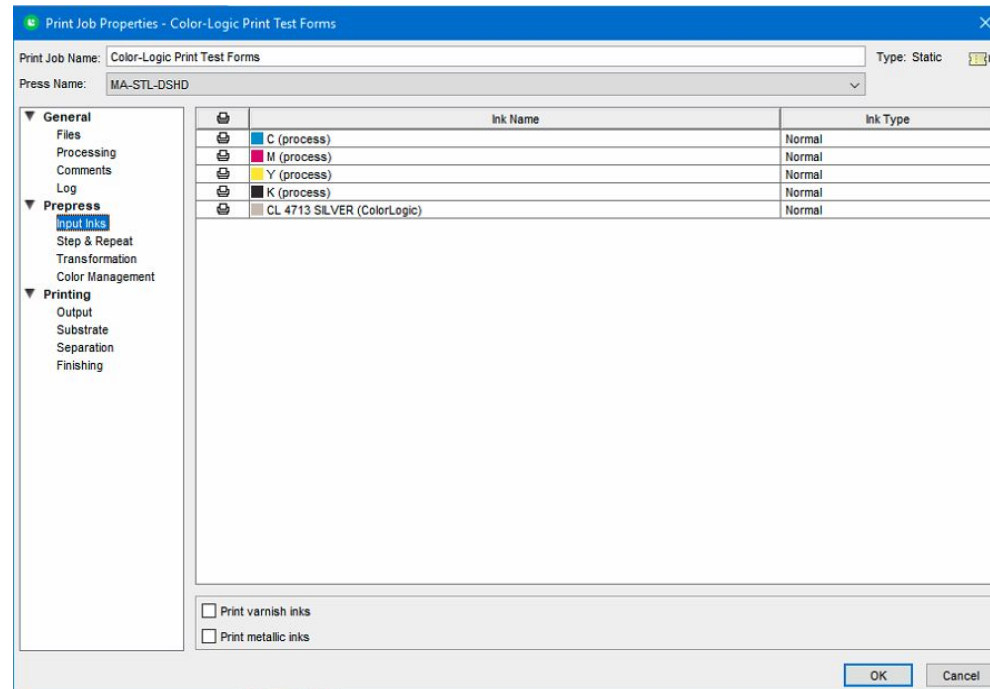 Print Job Properties - Color-Logic Print Test Forms
Print Job Name: Color-Logic Print Test Forms Type: Static
Press Name: MA-STL-DSHD
General
Files
Processing
Comments
Log
Prepress
Input Inks
Step & Repeat
Transformation
Color Management
Printing
Output
Substrate
Separation
Finishing
Ink Name Ink Type
C (process) Normal
M (process) Normal
Y (process) Normal
K (process) Normal
CL 4713 SILVER (ColorLogic) Normal
Print varnish inks
Print metallic inks
OK Cancel